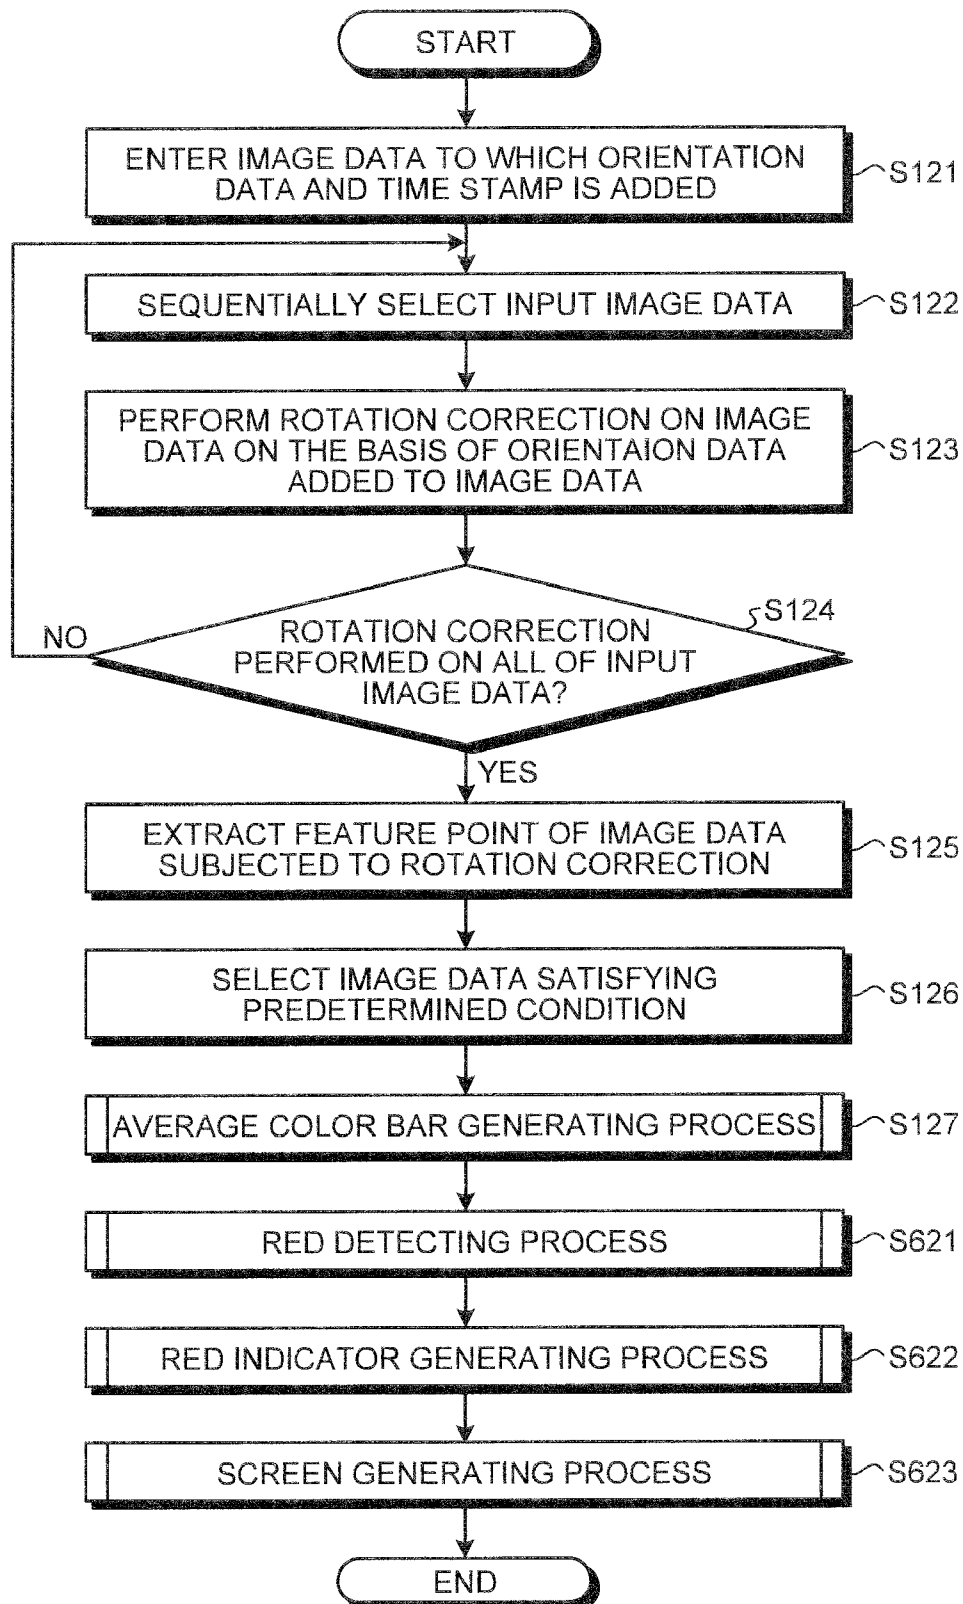 START
ENTER IMAGE DATA TO WHICH ORIENTATION
DATA AND TIME STAMP IS ADDED
S121
SEQUENTIALLY SELECT INPUT IMAGE DATA
S122
PERFORM ROTATION CORRECTION ON IMAGE
DATA ON THE BASIS OF ORIENTAION DATA
ADDED TO IMAGE DATA
S123
S124
NO
ROTATION CORRECTION
PERFORMED ON ALL OF INPUT
IMAGE DATA?
YES
EXTRACT FEATURE POINT OF IMAGE DATA
SUBJECTED TO ROTATION CORRECTION
S125
SELECT IMAGE DATA SATISFYING
PREDETERMINED CONDITION
S126
AVERAGE COLOR BAR GENERATING PROCESS
S127
RED DETECTING PROCESS
S621
RED INDICATOR GENERATING PROCESS
S622
SCREEN GENERATING PROCESS
S623
END